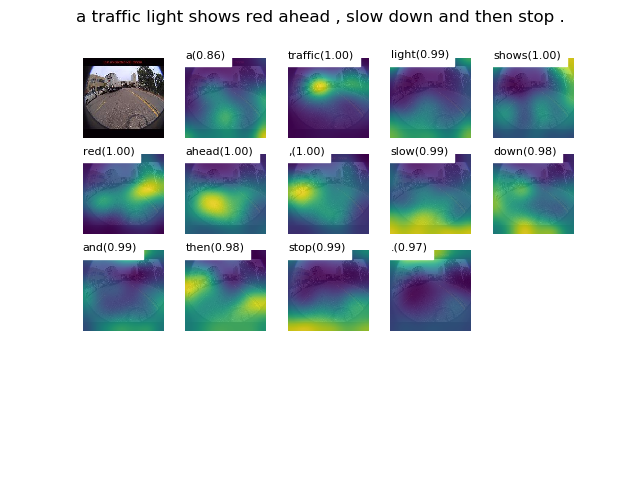 a traffic light shows red ahead , slow down and then stop .
a(0.86) traffic(1.00) light(0.99) shows(1.00)
red(1.00) ahead(1.00) ,(1.00) slow(0.99) down(0.98)
and(0.99) then(0.98) stop(0.99) .(0.97)